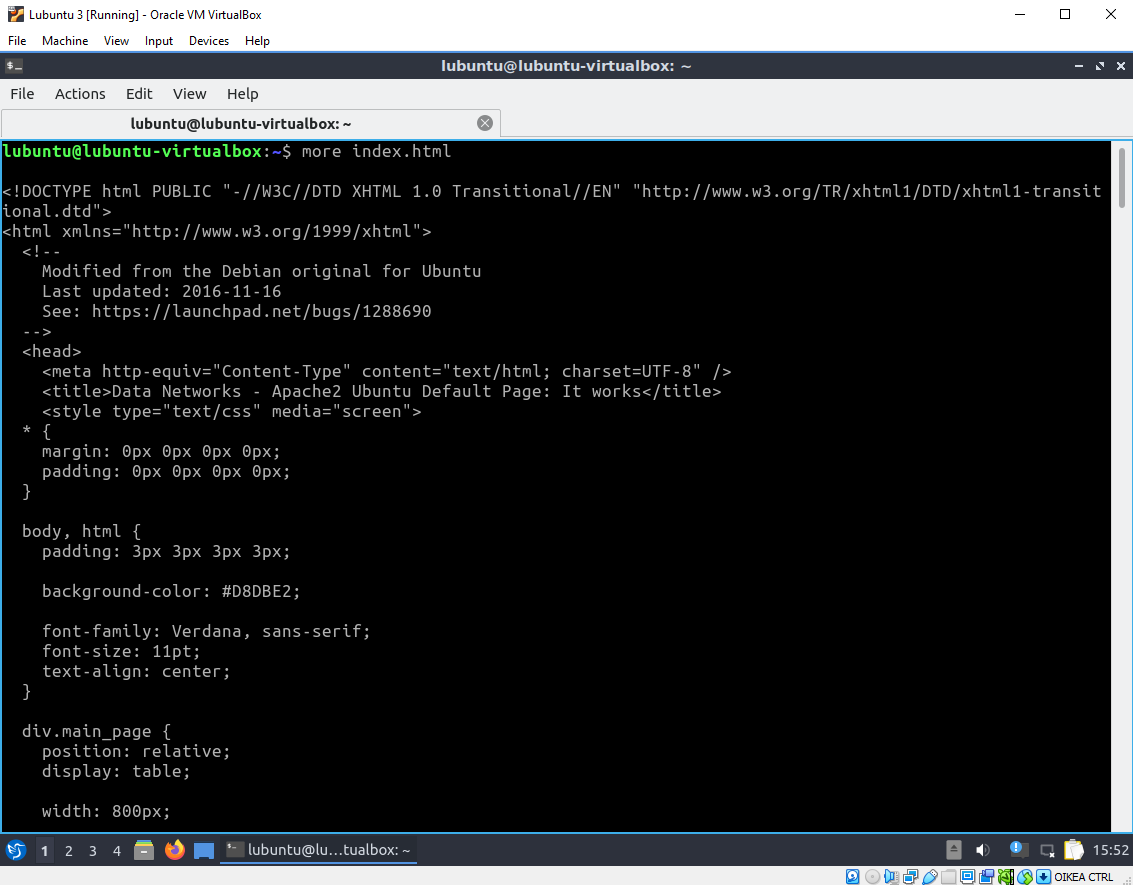 Lubuntu 3 [Running] - Oracle VM VirtualBox
File Machine View Input Devices Help
lubuntu@lubuntu-virtualbox: ~
File Actions Edit View Help
lubuntu@lubuntu-virtualbox: ~
lubuntu@lubuntu-virtualbox:~$ more index.html
<!DOCTYPE html PUBLIC "-//W3C//DTD XHTML 1.0 Transitional//EN" "http://www.w3.org/TR/xhtml1/DTD/xhtml1-transit
ional.dtd">
<html xmlns="http://www.w3.org/1999/xhtml">
  <!--
    Modified from the Debian original for Ubuntu
    Last updated: 2016-11-16
    See: https://launchpad.net/bugs/1288690
  -->
  <head>
    <meta http-equiv="Content-Type" content="text/html; charset=UTF-8" />
    <title>Data Networks - Apache2 Ubuntu Default Page: It works</title>
    <style type="text/css" media="screen">
  * {
    margin: 0px 0px 0px 0px;
    padding: 0px 0px 0px 0px;
  }
  body, html {
    padding: 3px 3px 3px 3px;
    background-color: #D8DBE2;
    font-family: Verdana, sans-serif;
    font-size: 11pt;
    text-align: center;
  }
  div.main_page {
    position: relative;
    display: table;
    width: 800px;
1 2 3 4 lubuntu@lu…tualbox: ~ 15:52
OIKEA CTRL